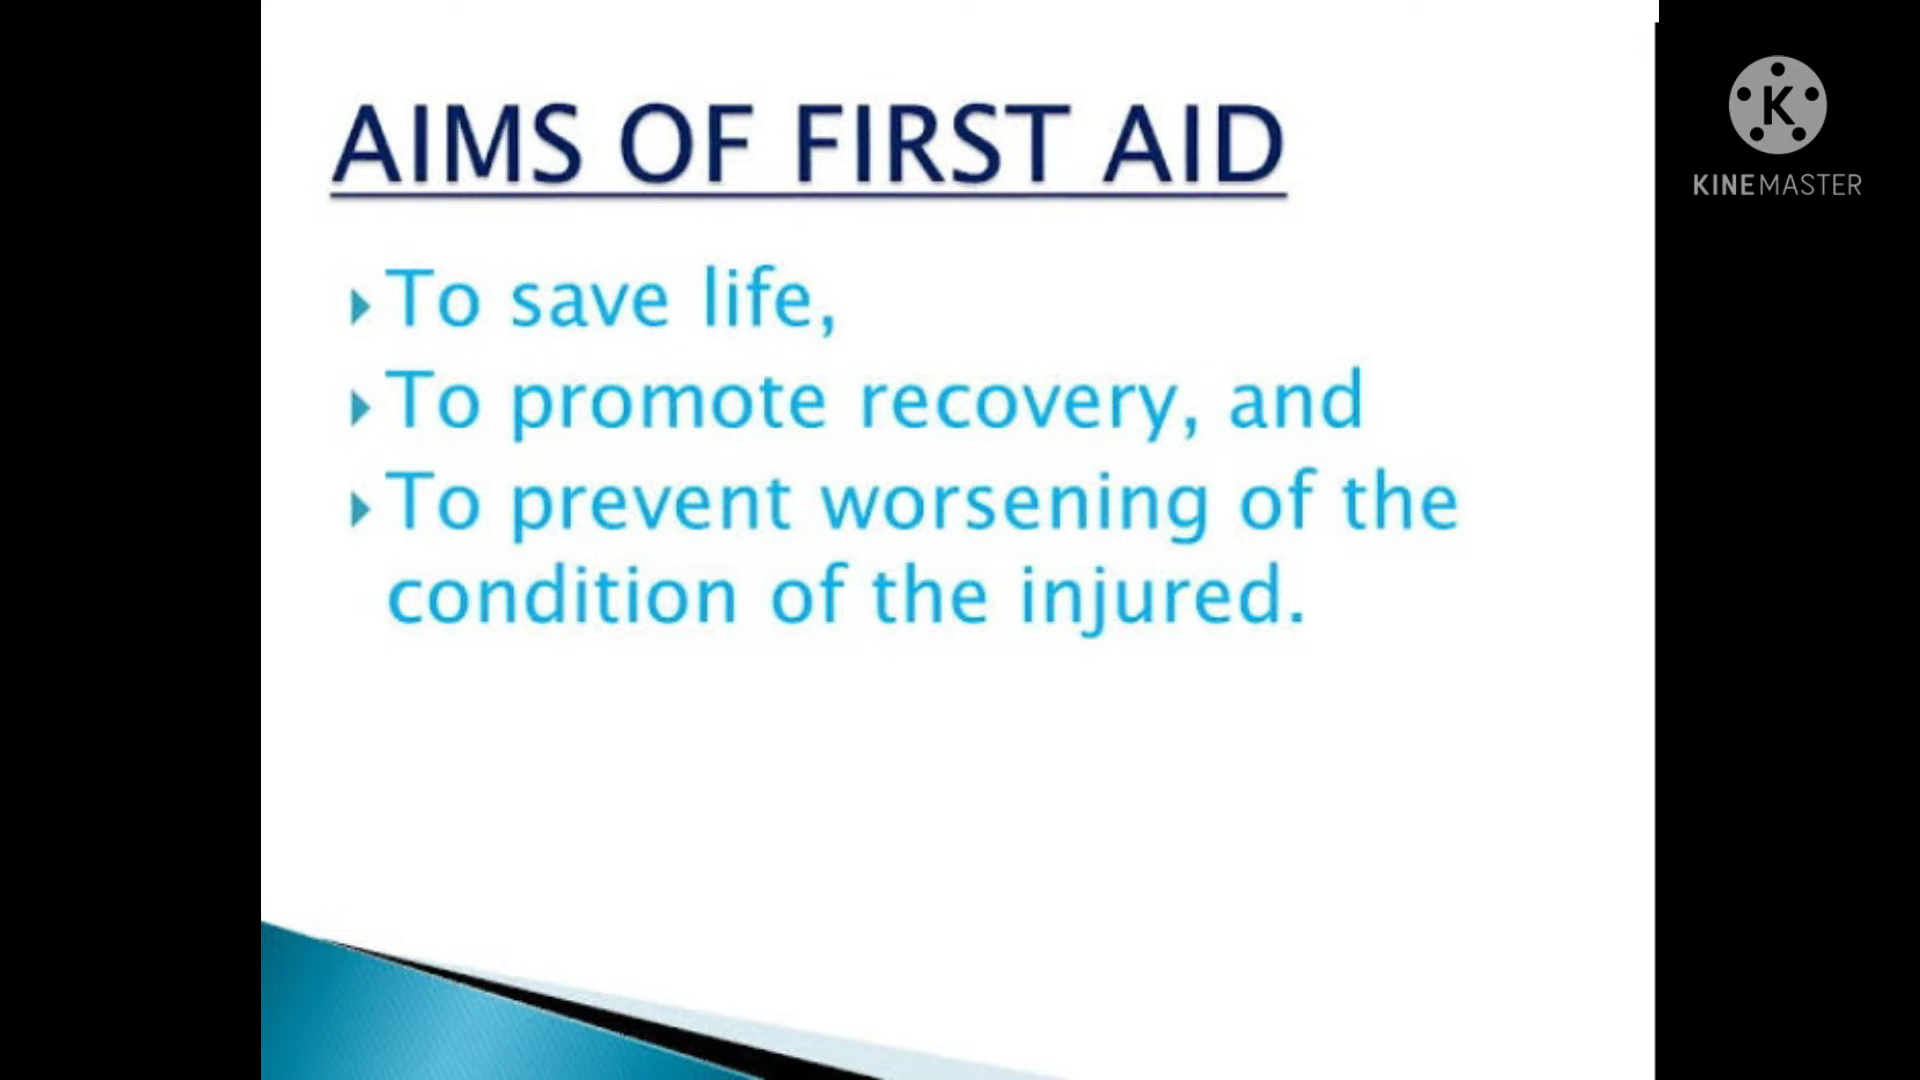 AIMS OF FIRST AID
To save life,
To promote recovery, and
To prevent worsening of the
condition of the injured.
K
KINEMASTER